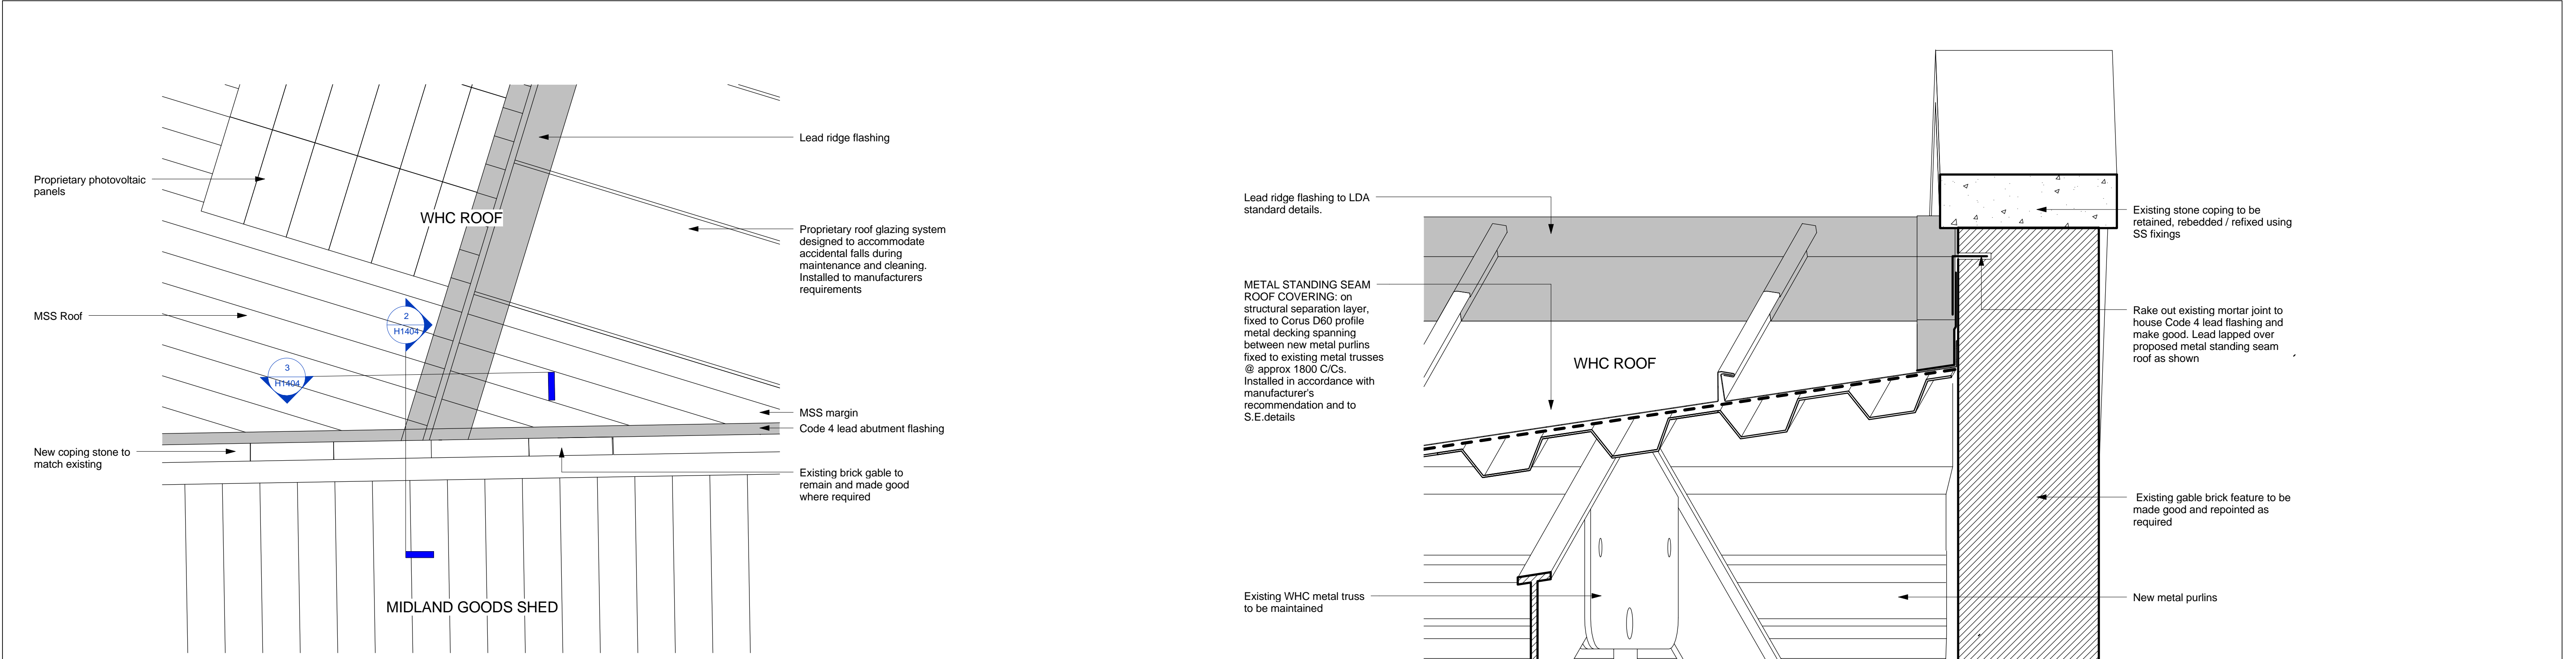 Lead ridge flashing
Proprietary photovoltaic
panels
WHC ROOF
Proprietary roof glazing system
designed to accommodate
accidental falls during
maintenance and cleaning.
Installed to manufacturers
requirements
MSS Roof
2
H1404
3
H1404
MSS margin
Code 4 lead abutment flashing
New coping stone to
match existing
Existing brick gable to
remain and made good
where required
MIDLAND GOODS SHED
Lead ridge flashing to LDA
standard details.
METAL STANDING SEAM
ROOF COVERING: on
structural separation layer,
fixed to Corus D60 profile
metal decking spanning
between new metal purlins
fixed to existing metal trusses
@ approx 1800 C/Cs.
Installed in accordance with
manufacturer's
recommendation and to
S.E.details
WHC ROOF
Existing WHC metal truss
to be maintained
Existing stone coping to be
retained, rebedded / refixed using
SS fixings
Rake out existing mortar joint to
house Code 4 lead flashing and
make good. Lead lapped over
proposed metal standing seam
roof as shown
Existing gable brick feature to be
made good and repointed as
required
New metal purlins